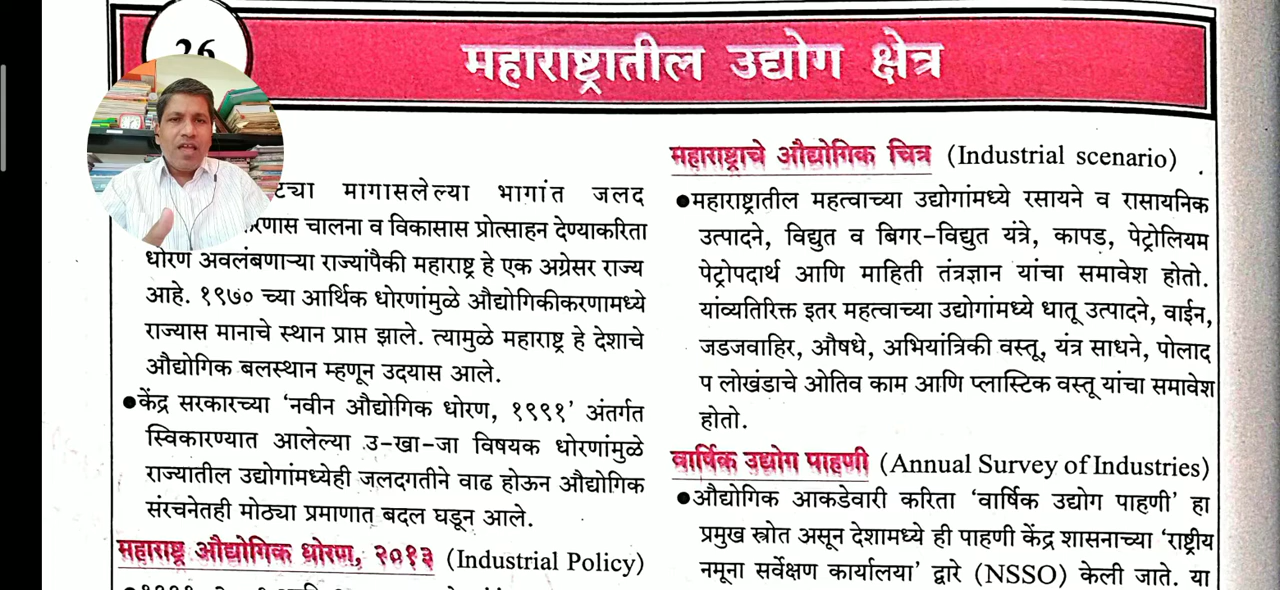 26
महाराष्ट्रातील उद्योग क्षेत्र
मागासलेल्या भागांत जलद
चालना व विकासास प्रोत्साहन देण्याकरिता
धोरण अवलंबणाऱ्या राज्यांपैकी महाराष्ट्र हे एक अग्रेसर राज्य
आहे. १९७० च्या आर्थिक धोरणांमुळे औद्योगिकीकरणामध्ये
राज्यास मानाचे स्थान प्राप्त झाले. त्यामुळे महाराष्ट्र हे देशाचे
औद्योगिक बलस्थान म्हणून उदयास आले.
●केंद्र सरकारच्या ‘नवीन औद्योगिक धोरण, १९९१’ अंतर्गत
स्विकारण्यात आलेल्या उ-खा-जा विषयक धोरणांमुळे
राज्यातील उद्योगांमध्येही जलदगतीने वाढ होऊन औद्योगिक
संरचनेतही मोठ्या प्रमाणात बदल घडून आले.
महाराष्ट्र औद्योगिक धोरण, २०१३ (Industrial Policy)
महाराष्ट्राचे औद्योगिक चित्र (Industrial scenario)
●महाराष्ट्रातील महत्वाच्या उद्योगांमध्ये रसायने व रासायनिक
उत्पादने, विद्युत व बिगर-विद्युत यंत्रे, कापड, पेट्रोलियम
पेट्रोपदार्थ आणि माहिती तंत्रज्ञान यांचा समावेश होतो.
यांव्यतिरिक्त इतर महत्वाच्या उद्योगांमध्ये धातू उत्पादने, वाईन,
जडजवाहिर, औषधे, अभियांत्रिकी वस्तू, यंत्र साधने, पोलाद
प लोखंडाचे ओतिव काम आणि प्लास्टिक वस्तू यांचा समावेश
होतो.
वार्षिक उद्योग पाहणी (Annual Survey of Industries)
●औद्योगिक आकडेवारी करिता ‘वार्षिक उद्योग पाहणी’ हा
प्रमुख स्त्रोत असून देशामध्ये ही पाहणी केंद्र शासनाच्या ‘राष्ट्रीय
नमूना सर्वेक्षण कार्यालया’ द्वारे (NSSO) केली जाते. या